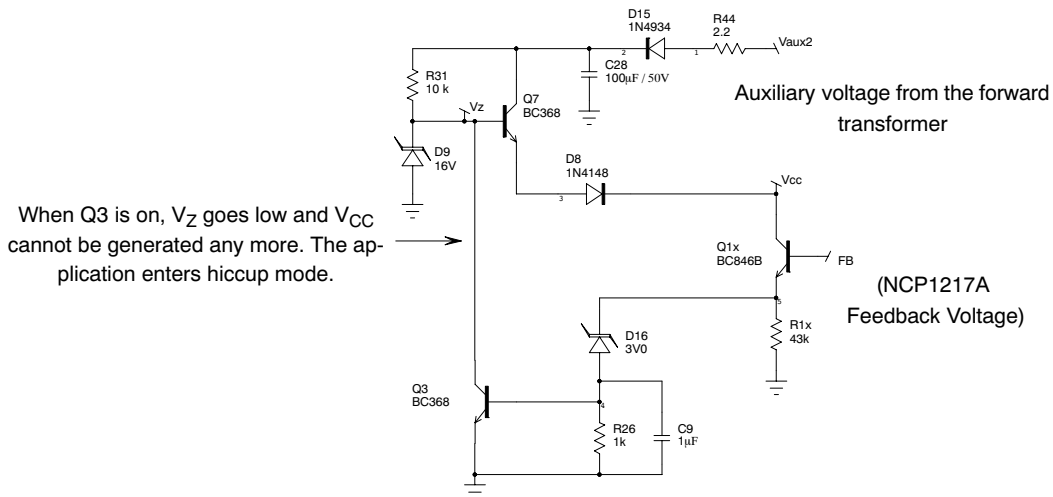 D15
1N4934
R44
2.2
Vaux2
2
1
R31
10 k
C28
100µF / 50V
Auxiliary voltage from the forward
transformer
Q7
BC368
Vz
D9
16V
D8
1N4148
3
Vcc
When Q3 is on, VZ goes low and VCC
cannot be generated any more. The ap-
plication enters hiccup mode.
Q1x
BC846B
FB
(NCP1217A
Feedback Voltage)
5
D16
3V0
R1x
43k
Q3
BC368
4
R26
1k
C9
1µF